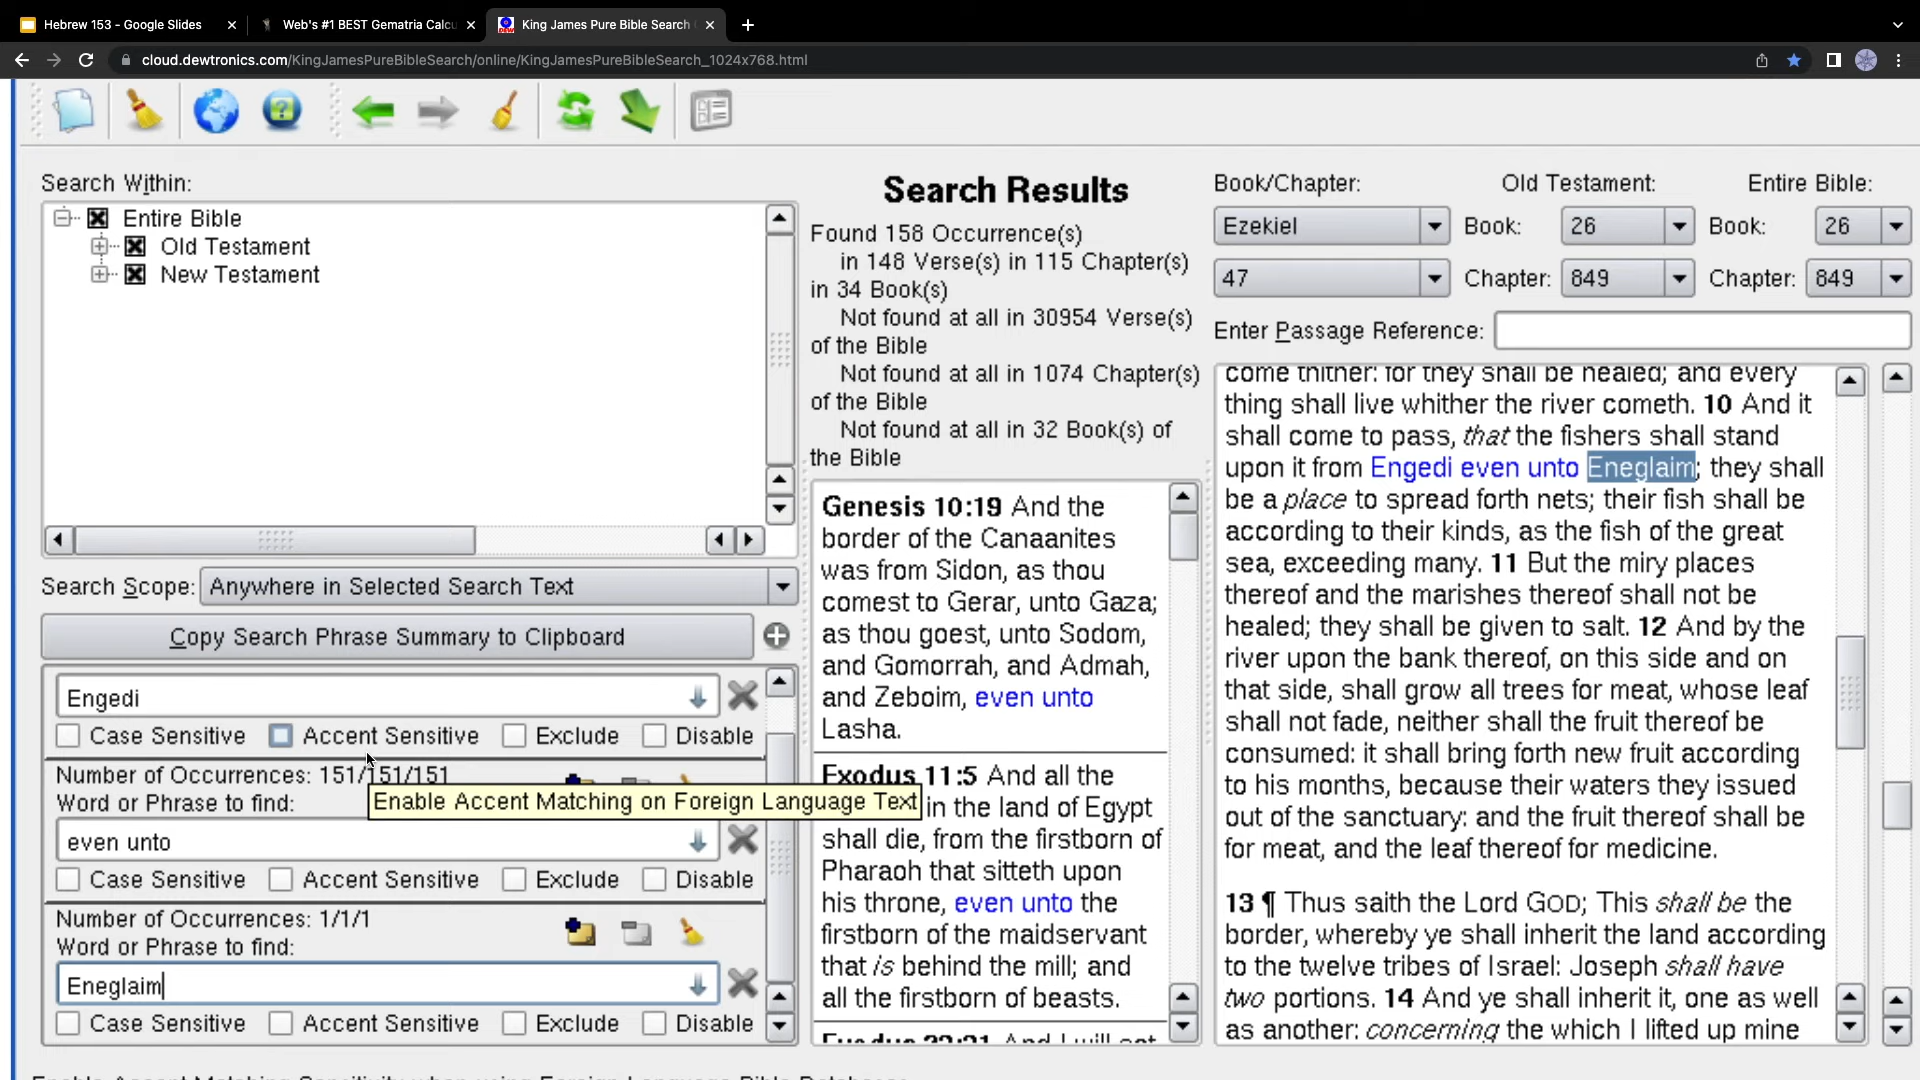 Hebrew 153 - Google Slides
Web's #1 BEST Gematria Calcu
King James Pure Bible Search
cloud.dewtronics.com/KingJamesPureBibleSearch/online/KingJamesPureBibleSearch_1024x768.html
Search Within:
Entire Bible
Old Testament
New Testament
Search Scope: Anywhere in Selected Search Text
Copy Search Phrase Summary to Clipboard
Engedi
Case Sensitive Accent Sensitive Exclude Disable
Number of Occurrences: 151/151/151
Word or Phrase to find:
Enable Accent Matching on Foreign Language Text
even unto
Case Sensitive Accent Sensitive Exclude Disable
Number of Occurrences: 1/1/1
Word or Phrase to find:
Eneglaim
Case Sensitive Accent Sensitive Exclude Disable
Search Results
Found 158 Occurrence(s)
in 148 Verse(s) in 115 Chapter(s)
in 34 Book(s)
Not found at all in 30954 Verse(s)
of the Bible
Not found at all in 1074 Chapter(s)
of the Bible
Not found at all in 32 Book(s) of
the Bible
Genesis 10:19 And the
border of the Canaanites
was from Sidon, as thou
comest to Gerar, unto Gaza;
as thou goest, unto Sodom,
and Gomorrah, and Admah,
and Zeboim, even unto
Lasha.
Exodus 11:5 And all the
in the land of Egypt
shall die, from the firstborn of
Pharaoh that sitteth upon
his throne, even unto the
firstborn of the maidservant
that is behind the mill; and
all the firstborn of beasts.
Book/Chapter: Old Testament: Entire Bible:
Ezekiel Book: 26 Book: 26
47 Chapter: 849 Chapter: 849
Enter Passage Reference:
come thither: for they shall be healed; and every
thing shall live whither the river cometh. 10 And it
shall come to pass, that the fishers shall stand
upon it from Engedi even unto Eneglaim; they shall
be a place to spread forth nets; their fish shall be
according to their kinds, as the fish of the great
sea, exceeding many. 11 But the miry places
thereof and the marishes thereof shall not be
healed; they shall be given to salt. 12 And by the
river upon the bank thereof, on this side and on
that side, shall grow all trees for meat, whose leaf
shall not fade, neither shall the fruit thereof be
consumed: it shall bring forth new fruit according
to his months, because their waters they issued
out of the sanctuary: and the fruit thereof shall be
for meat, and the leaf thereof for medicine.
13 ¶ Thus saith the Lord GOD; This shall be the
border, whereby ye shall inherit the land according
to the twelve tribes of Israel: Joseph shall have
two portions. 14 And ye shall inherit it, one as well
as another: concerning the which I lifted up mine